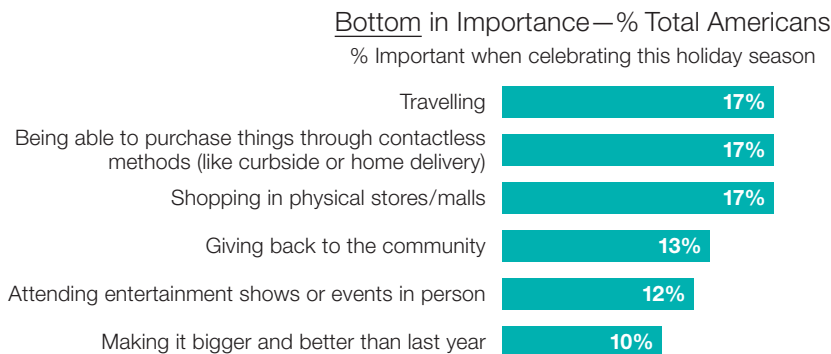 Bottom in Importance—% Total Americans
% Important when celebrating this holiday season
Travelling 17%
Being able to purchase things through contactless
methods (like curbside or home delivery) 17%
Shopping in physical stores/malls 17%
Giving back to the community 13%
Attending entertainment shows or events in person 12%
Making it bigger and better than last year 10%